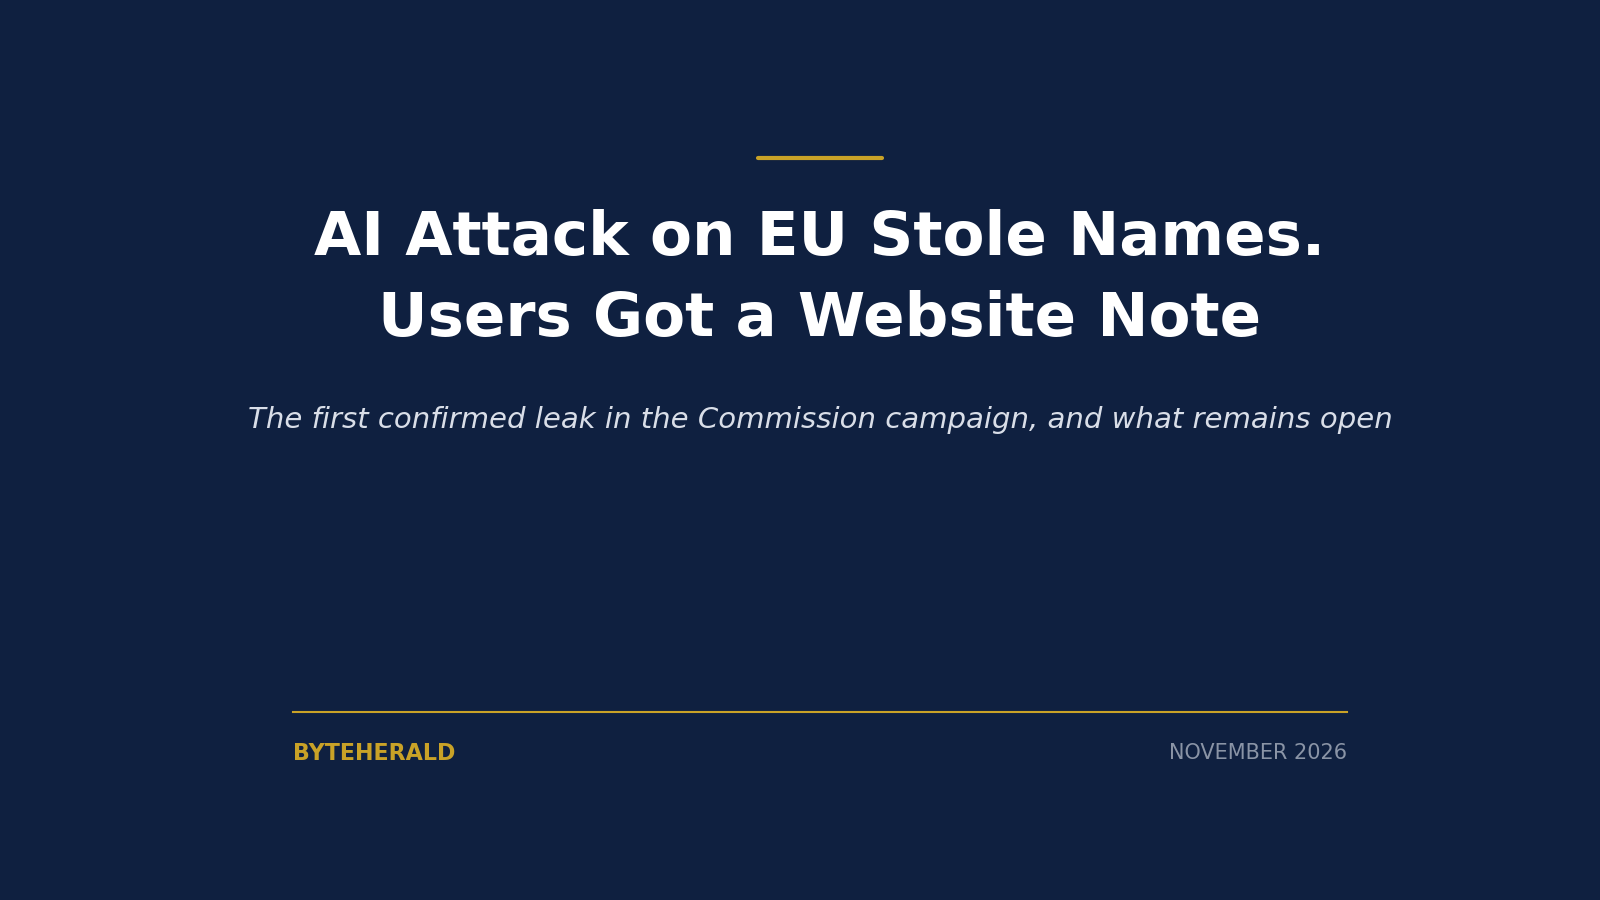 AI Attack on EU Stole Names.
Users Got a Website Note
The first confirmed leak in the Commission campaign, and what remains open
BYTEHERALD
NOVEMBER 2026